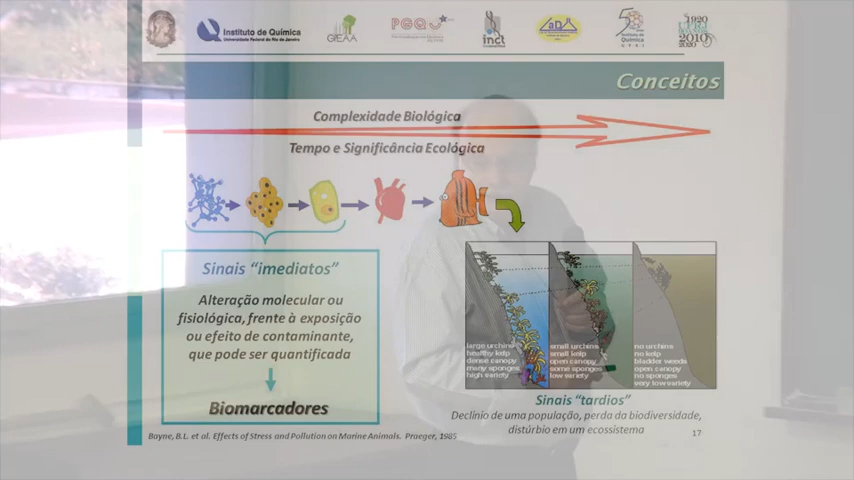 Instituto de Química
Universidade Federal do Rio de Janeiro
inct
UFRJ
1920
2010
2020
Conceitos
Complexidade Biológica
Tempo e Significância Ecológica
Sinais “imediatos”
Alteração molecular ou
fisiológica, frente à exposição
ou efeito de contaminante,
que pode ser quantificada
Biomarcadores
large urchins
healthy kelp
dense canopy
many sponges
high variety
small urchins
small kelp
open canopy
some sponges
low variety
no urchins
no kelp
bladder weeds
open canopy
no sponges
very low variety
Sinais “tardios”
Declínio de uma população, perda da biodiversidade,
distúrbio em um ecossistema
Bayne, B.L. et al. Effects of Stress and Pollution on Marine Animals. Praeger, 1985
17